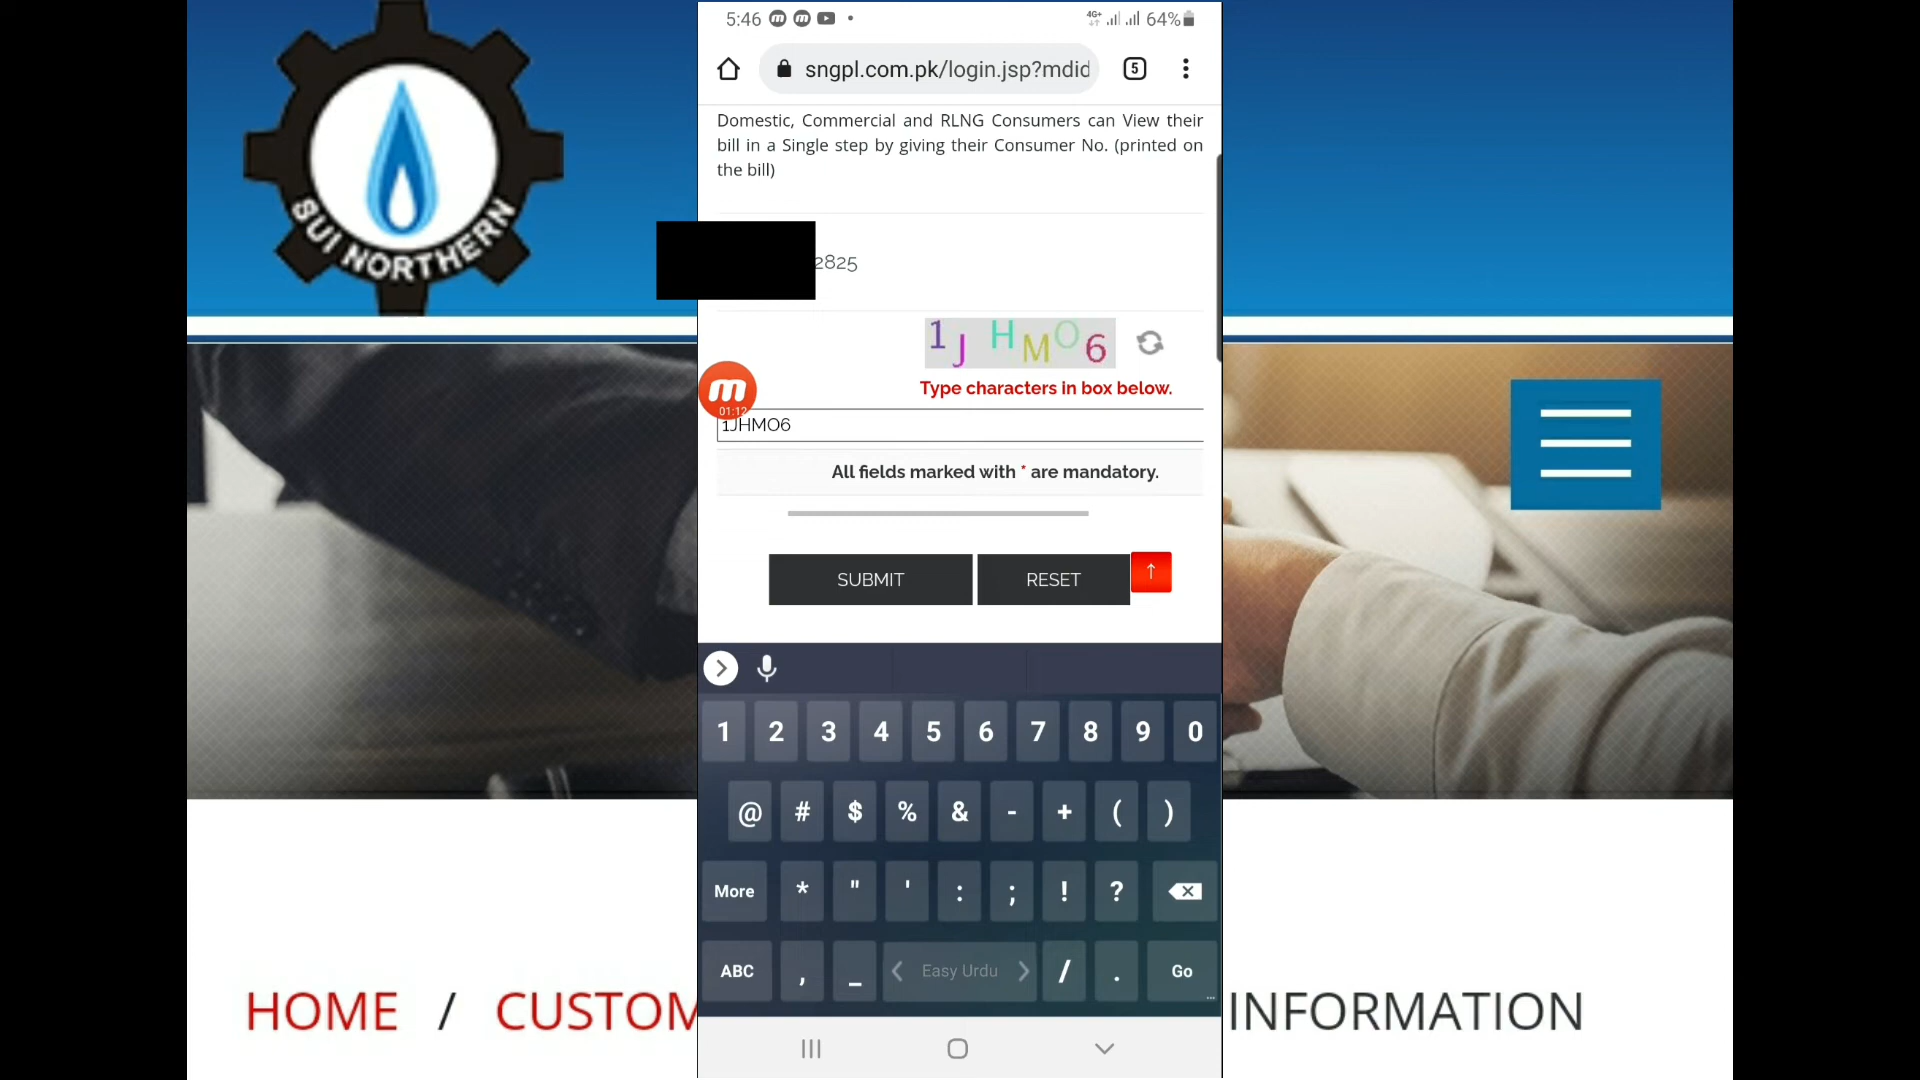 SUI NORTHERN
5:46
4G+
64%
sngpl.com.pk/login.jsp?mdid
5
Domestic, Commercial and RLNG Consumers can View their
bill in a Single step by giving their Consumer No. (printed on
the bill)
2825
1JHMO6
Type characters in box below.
01:12
1JHMO6
All fields marked with * are mandatory.
SUBMIT RESET ↑
1 2 3 4 5 6 7 8 9 0
@ # $ % & - + ( )
More * " ' : ; ! ?
ABC , _ Easy Urdu / . Go
HOME / CUSTOM INFORMATION